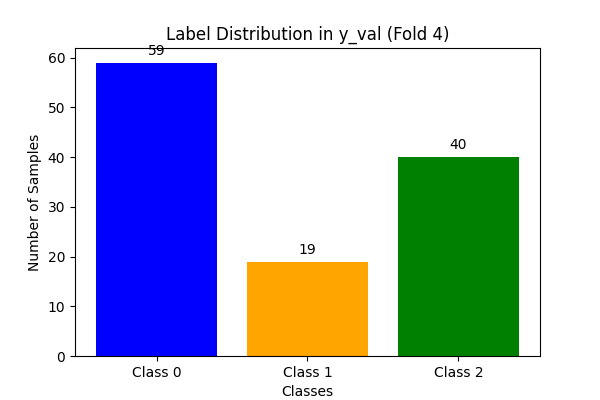 Label Distribution in y_val (Fold 4)
59
60
50
40
40
30
19
20
10
0
Number of Samples
Class 0
Class 1
Class 2
Classes